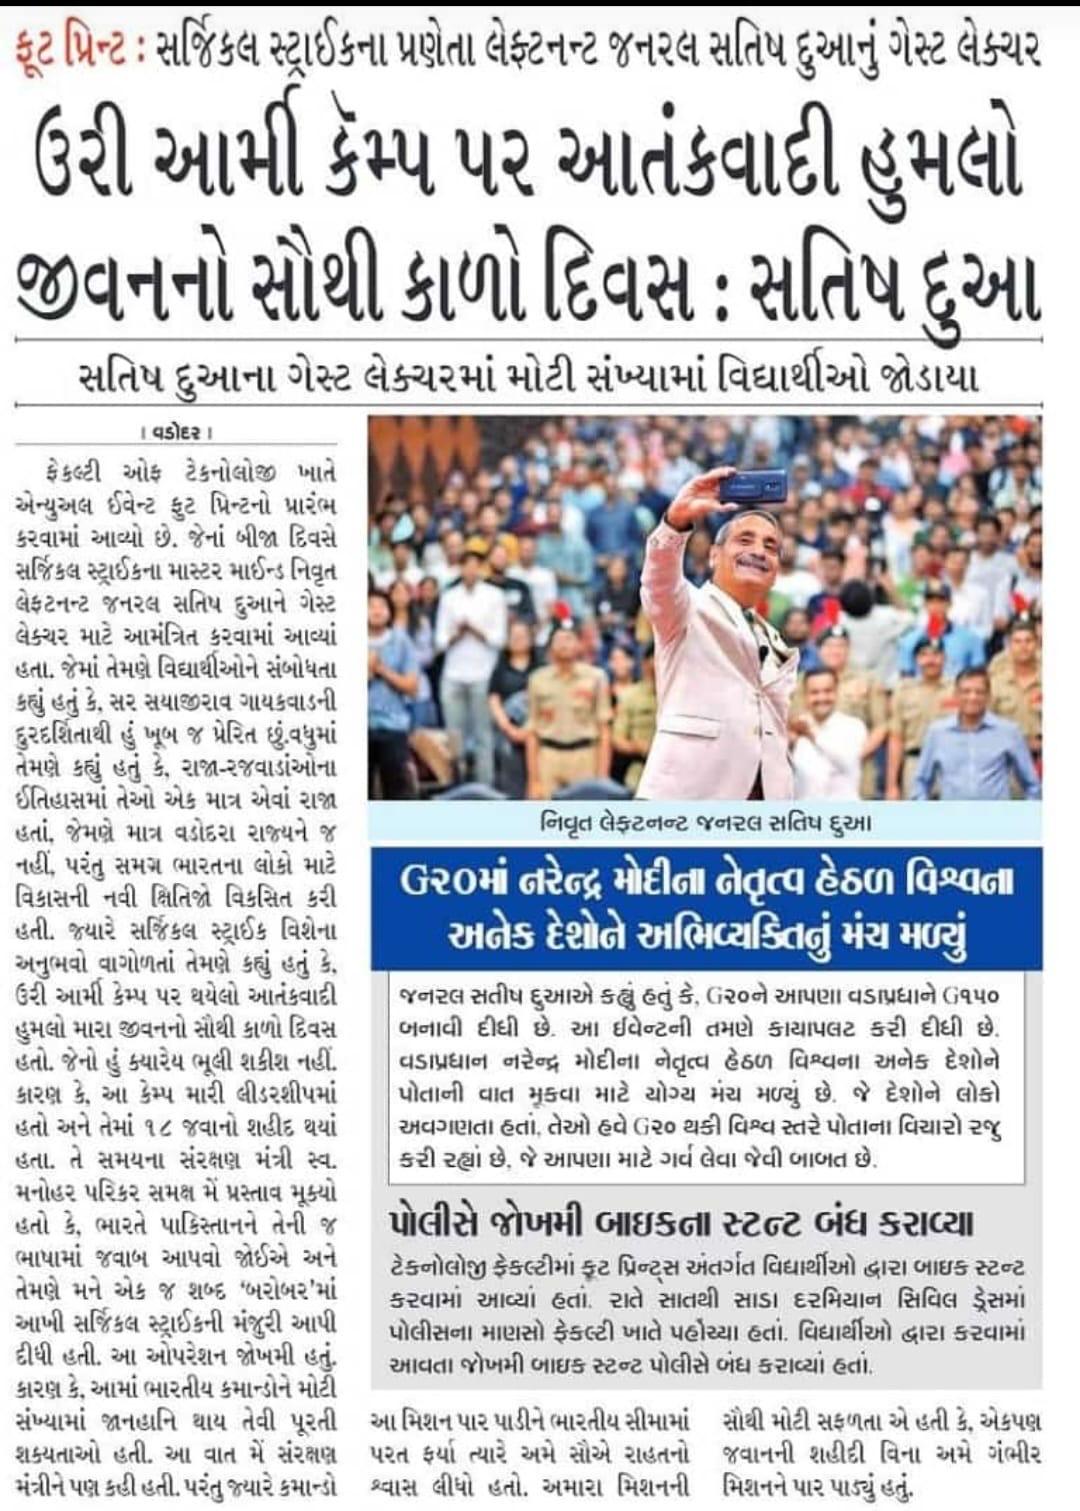 ફૂટ પ્રિન્ટ : સર્જિકલ સ્ટ્રાઈકના પ્રણેતા લેફ્ટનન્ટ જનરલ સતિષ દુઆનું ગેસ્ટ લેક્ચર
ઉરી આર્મી કૅમ્પ પર આતંકવાદી હુમલો
જીવનનો સૌથી કાળો દિવસ : સતિષ દુઆ
સતિષ દુઆના ગેસ્ટ લેક્ચરમાં મોટી સંખ્યામાં વિદ્યાર્થીઓ જોડાયા
। વડોદર ।
ફેકલ્ટી ઓફ ટેકનોલોજી ખાતે
એન્યુઅલ ઈવેન્ટ ફુટ પ્રિન્ટનો પ્રારંભ
કરવામાં આવ્યો છે. જેનાં બીજા દિવસે
સર્જિકલ સ્ટ્રાઈકના માસ્ટર માઈન્ડ નિવૃત
લેફટનન્ટ જનરલ સતિષ દુઆને ગેસ્ટ
લેક્ચર માટે આમંત્રિત કરવામાં આવ્યાં
હતા. જેમાં તેમણે વિદ્યાર્થીઓને સંબોધતા
કહ્યું હતું કે, સર સયાજીરાવ ગાયકવાડની
દુરદર્શિતાથી હું ખૂબ જ પ્રેરિત છું.વધુમાં
તેમણે કહ્યું હતું કે, રાજા-રજવાડાંઓના
ઈતિહાસમાં તેઓ એક માત્ર એવાં રાજા
હતાં, જેમણે માત્ર વડોદરા રાજ્યને જ
નહીં, પરંતુ સમગ્ર ભારતના લોકો માટે
વિકાસની નવી ક્ષિતિજો વિકસિત કરી
હતી. જ્યારે સર્જિકલ સ્ટ્રાઈક વિશેના
અનુભવો વાગોળતાં તેમણે કહ્યું હતું કે,
ઉરી આર્મી કેમ્પ પર થયેલો આતંકવાદી
હુમલો મારા જીવનનો સૌથી કાળો દિવસ
હતો. જેનો હું ક્યારેય ભૂલી શકીશ નહીં.
કારણ કે, આ કેમ્પ મારી લીડરશીપમાં
હતો અને તેમાં ૧૮ જવાનો શહીદ થયાં
હતા. તે સમયના સંરક્ષણ મંત્રી સ્વ.
મનોહર પરિકર સમક્ષ મેં પ્રસ્તાવ મૂક્યો
હતો કે, ભારતે પાકિસ્તાનને તેની જ
ભાષામાં જવાબ આપવો જોઈએ અને
તેમણે મને એક જ શબ્દ ‘બરોબર’માં
આખી સર્જિકલ સ્ટ્રાઈકની મંજુરી આપી
દીધી હતી. આ ઓપરેશન જોખમી હતું.
કારણ કે, આમાં ભારતીય કમાન્ડોને મોટી
સંખ્યામાં જાનહાનિ થાય તેવી પૂરતી
શક્યતાઓ હતી. આ વાત મેં સંરક્ષણ
મંત્રીને પણ કહી હતી. પરંતુ જ્યારે કમાન્ડો
નિવૃત લેફટનન્ટ જનરલ સતિષ દુઆ
G૨૦માં નરેન્દ્ર મોદીના નેતૃત્વ હેઠળ વિશ્વના
અનેક દેશોને અભિવ્યક્તિનું મંચ મળ્યું
જનરલ સતીષ દુઆએ કહ્યું હતું કે, G૨૦ને આપણા વડાપ્રધાને G૧૫૦
બનાવી દીધી છે. આ ઈવેન્ટની તમણે કાયાપલટ કરી દીધી છે.
વડાપ્રધાન નરેન્દ્ર મોદીના નેતૃત્વ હેઠળ વિશ્વના અનેક દેશોને
પોતાની વાત મૂકવા માટે યોગ્ય મંચ મળ્યું છે. જે દેશોને લોકો
અવગણતા હતાં, તેઓ હવે G૨૦ થકી વિશ્વ સ્તરે પોતાના વિચારો રજુ
કરી રહ્યાં છે, જે આપણા માટે ગર્વ લેવા જેવી બાબત છે.
પોલીસે જોખમી બાઇકના સ્ટન્ટ બંધ કરાવ્યા
ટેકનોલોજી ફેકલ્ટીમાં ફૂટ પ્રિન્ટ્સ અંતર્ગત વિદ્યાર્થીઓ દ્વારા બાઇક સ્ટન્ટ
કરવામાં આવ્યાં હતાં. રાતે સાતથી સાડા દરમિયાન સિવિલ ડ્રેસમાં
પોલીસના માણસો ફેકલ્ટી ખાતે પહોંચ્યા હતાં. વિદ્યાર્થીઓ દ્વારા કરવામાં
આવતા જોખમી બાઇક સ્ટન્ટ પોલીસે બંધ કરાવ્યાં હતાં.
આ મિશન પાર પાડીને ભારતીય સીમામાં
પરત ફર્યા ત્યારે અમે સૌએ રાહતનો
શ્વાસ લીધો હતો. અમારા મિશનની
સૌથી મોટી સફળતા એ હતી કે, એકપણ
જવાનની શહીદી વિના અમે ગંભીર
મિશનને પાર પાડ્યું હતું.